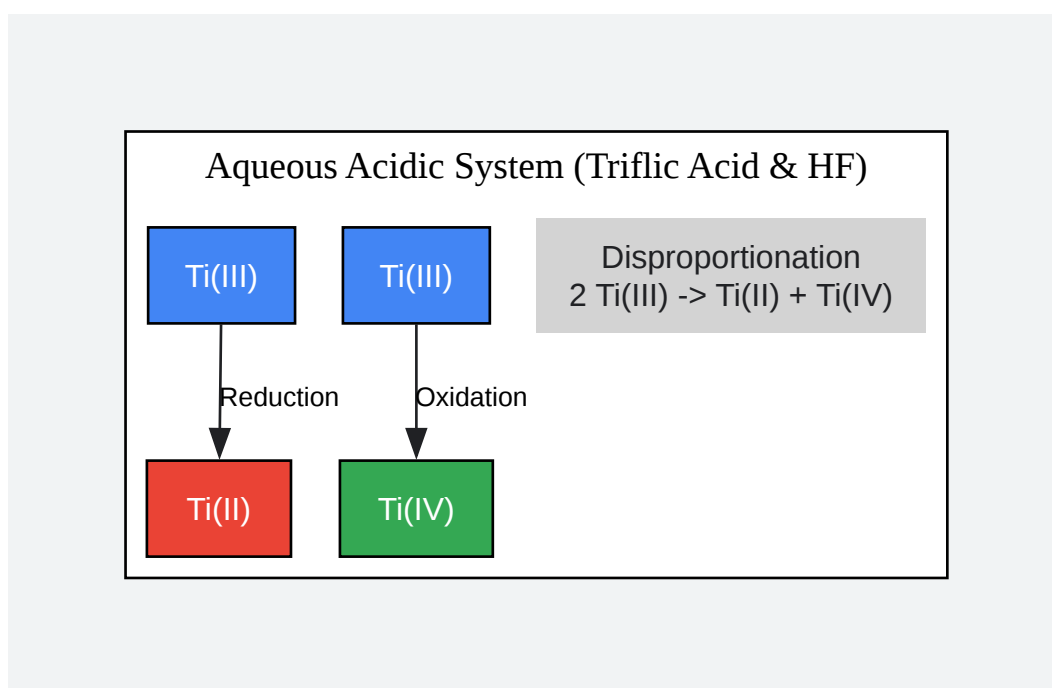 Aqueous Acidic System (Triflic Acid & HF)
Ti(III)
Ti(III)
Disproportionation
2 Ti(III) -> Ti(II) + Ti(IV)
Reduction
Oxidation
Ti(II)
Ti(IV)